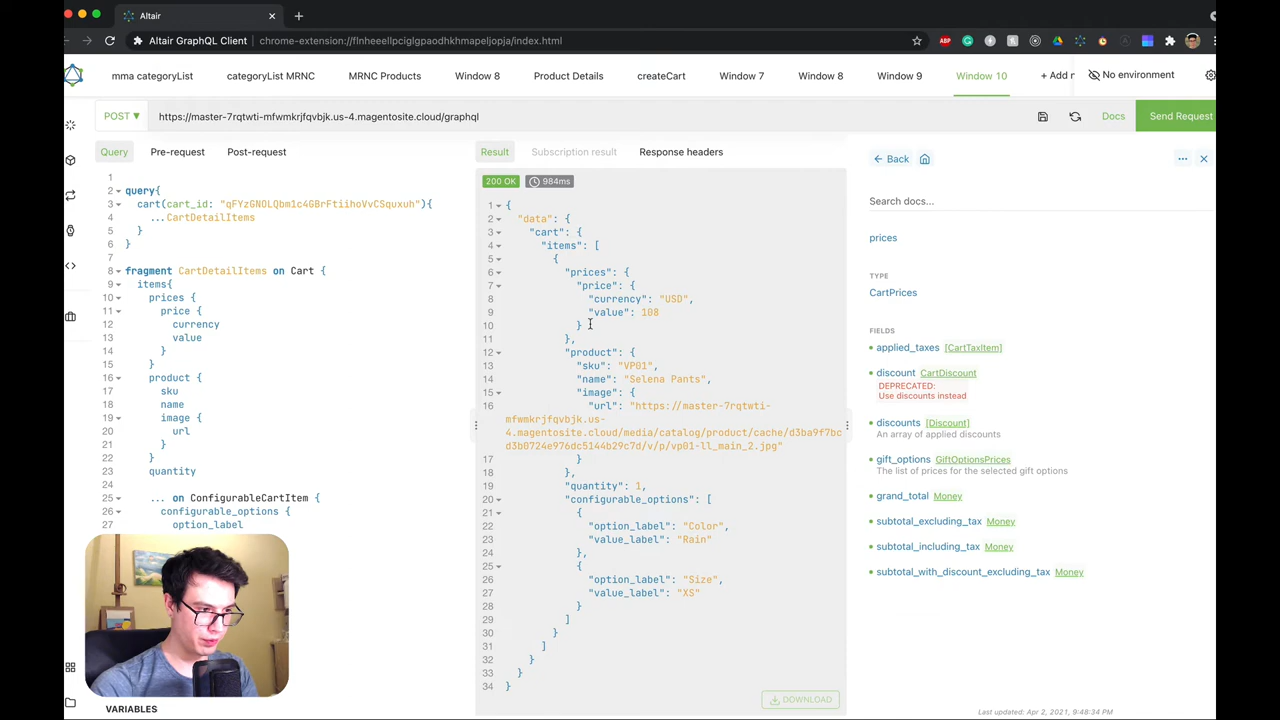 Altair
Altair GraphQL Client
chrome-extension://flnheeellpciglgpaodhkhmapeljopja/index.html
ABP
mma categoryList
categoryList MRNC
MRNC Products
Window 8
Product Details
createCart
Window 7
Window 8
Window 9
Window 10
+ Add n
No environment
POST ▼
https://master-7rqtwti-mfwmkrjfqvbjk.us-4.magentosite.cloud/graphql
Docs
Send Request
Query
Pre-request
Post-request
1
2 query{
3 cart(cart_id: "qFYzGNOLQbm1c4GBrFtiihoVvCSquxuh"){
4 ...CartDetailItems
5 }
6 }
7
8 fragment CartDetailItems on Cart {
9 items{
10 prices {
11 price {
12 currency
13 value
14 }
15 }
16 product {
17 sku
18 name
19 image {
20 url
21 }
22 }
23 quantity
24
25 ... on ConfigurableCartItem {
26 configurable_options {
27 option_label
VARIABLES
Result
Subscription result
Response headers
200 OK
984ms
1 {
2 "data": {
3 "cart": {
4 "items": [
5 {
6 "prices": {
7 "price": {
8 "currency": "USD",
9 "value": 108
10 }
11 },
12 "product": {
13 "sku": "VP01",
14 "name": "Selena Pants",
15 "image": {
16 "url": "https://master-7rqtwti-
mfwmkrjfqvbjk.us-
4.magentosite.cloud/media/catalog/product/cache/d3ba9f7bc
d3b0724e976dc5144b29c7d/v/p/vp01-ll_main_2.jpg"
17 }
18 },
19 "quantity": 1,
20 "configurable_options": [
21 {
22 "option_label": "Color",
23 "value_label": "Rain"
24 },
25 {
26 "option_label": "Size",
27 "value_label": "XS"
28 }
29 ]
30 }
31 ]
32 }
33 }
34 }
DOWNLOAD
Back
Search docs...
prices
TYPE
CartPrices
FIELDS
applied_taxes [CartTaxItem]
discount CartDiscount
DEPRECATED:
Use discounts instead
discounts [Discount]
An array of applied discounts
gift_options GiftOptionsPrices
The list of prices for the selected gift options
grand_total Money
subtotal_excluding_tax Money
subtotal_including_tax Money
subtotal_with_discount_excluding_tax Money
Last updated: Apr 2, 2021, 9:48:34 PM